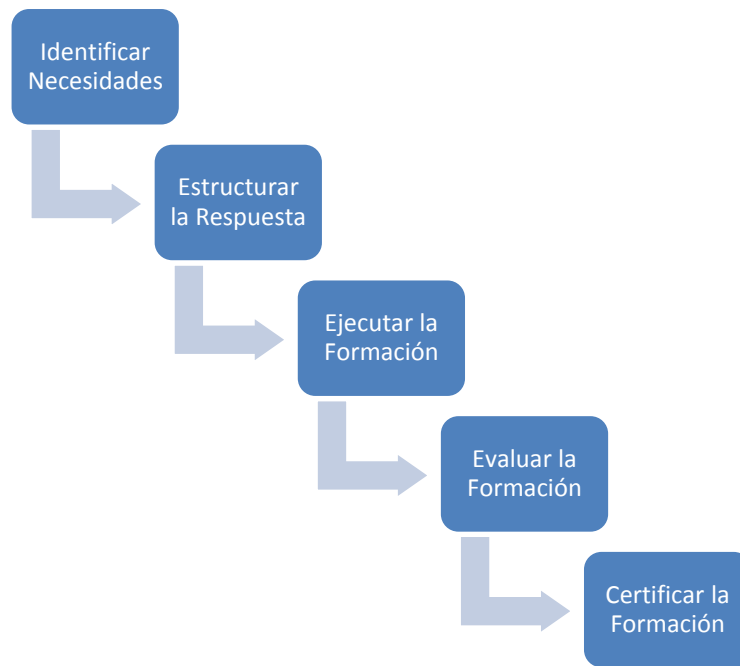 Identificar
Necesidades
Estructurar
la Respuesta
Ejecutar la
Formación
Evaluar la
Formación
Certificar la
Formación